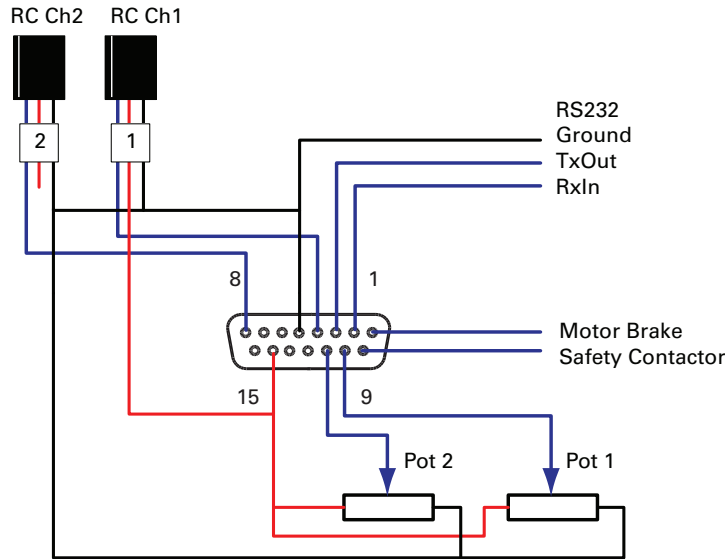 RC Ch2
RC Ch1
2
1
RS232
Ground
TxOut
RxIn
8
1
Motor Brake
Safety Contactor
15
9
Pot 2
Pot 1